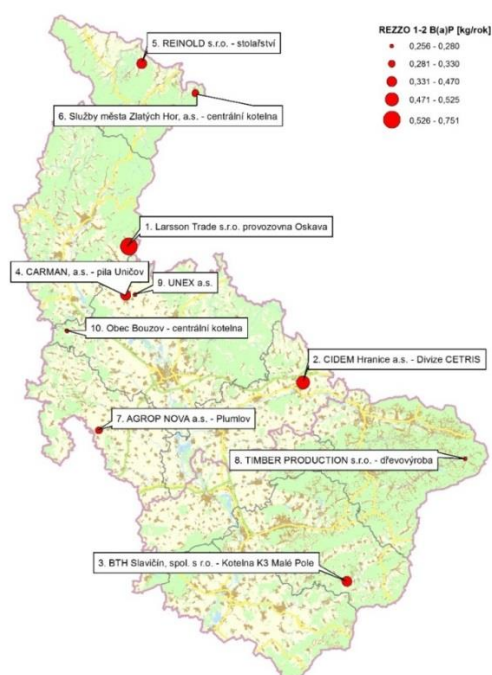 REZZO 1-2 B(a)P [kg/rok]
0,256 - 0,280
0,281 - 0,330
0,331 - 0,470
0,471 - 0,525
0,526 - 0,751
5. REINOLD s.r.o. - stolařství
6. Služby města Zlatých Hor, a.s. - centrální kotelna
1. Larsson Trade s.r.o. provozovna Oskava
4. CARMAN, a.s. - pila Uničov
9. UNEX a.s.
10. Obec Bouzov - centrální kotelna
2. CIDEM Hranice a.s. - Divize CETRIS
7. AGROP NOVA a.s. - Plumlov
8. TIMBER PRODUCTION s.r.o. - dřevovýroba
3. BTH Slavičín, spol. s r.o. - Kotelna K3 Malé Pole